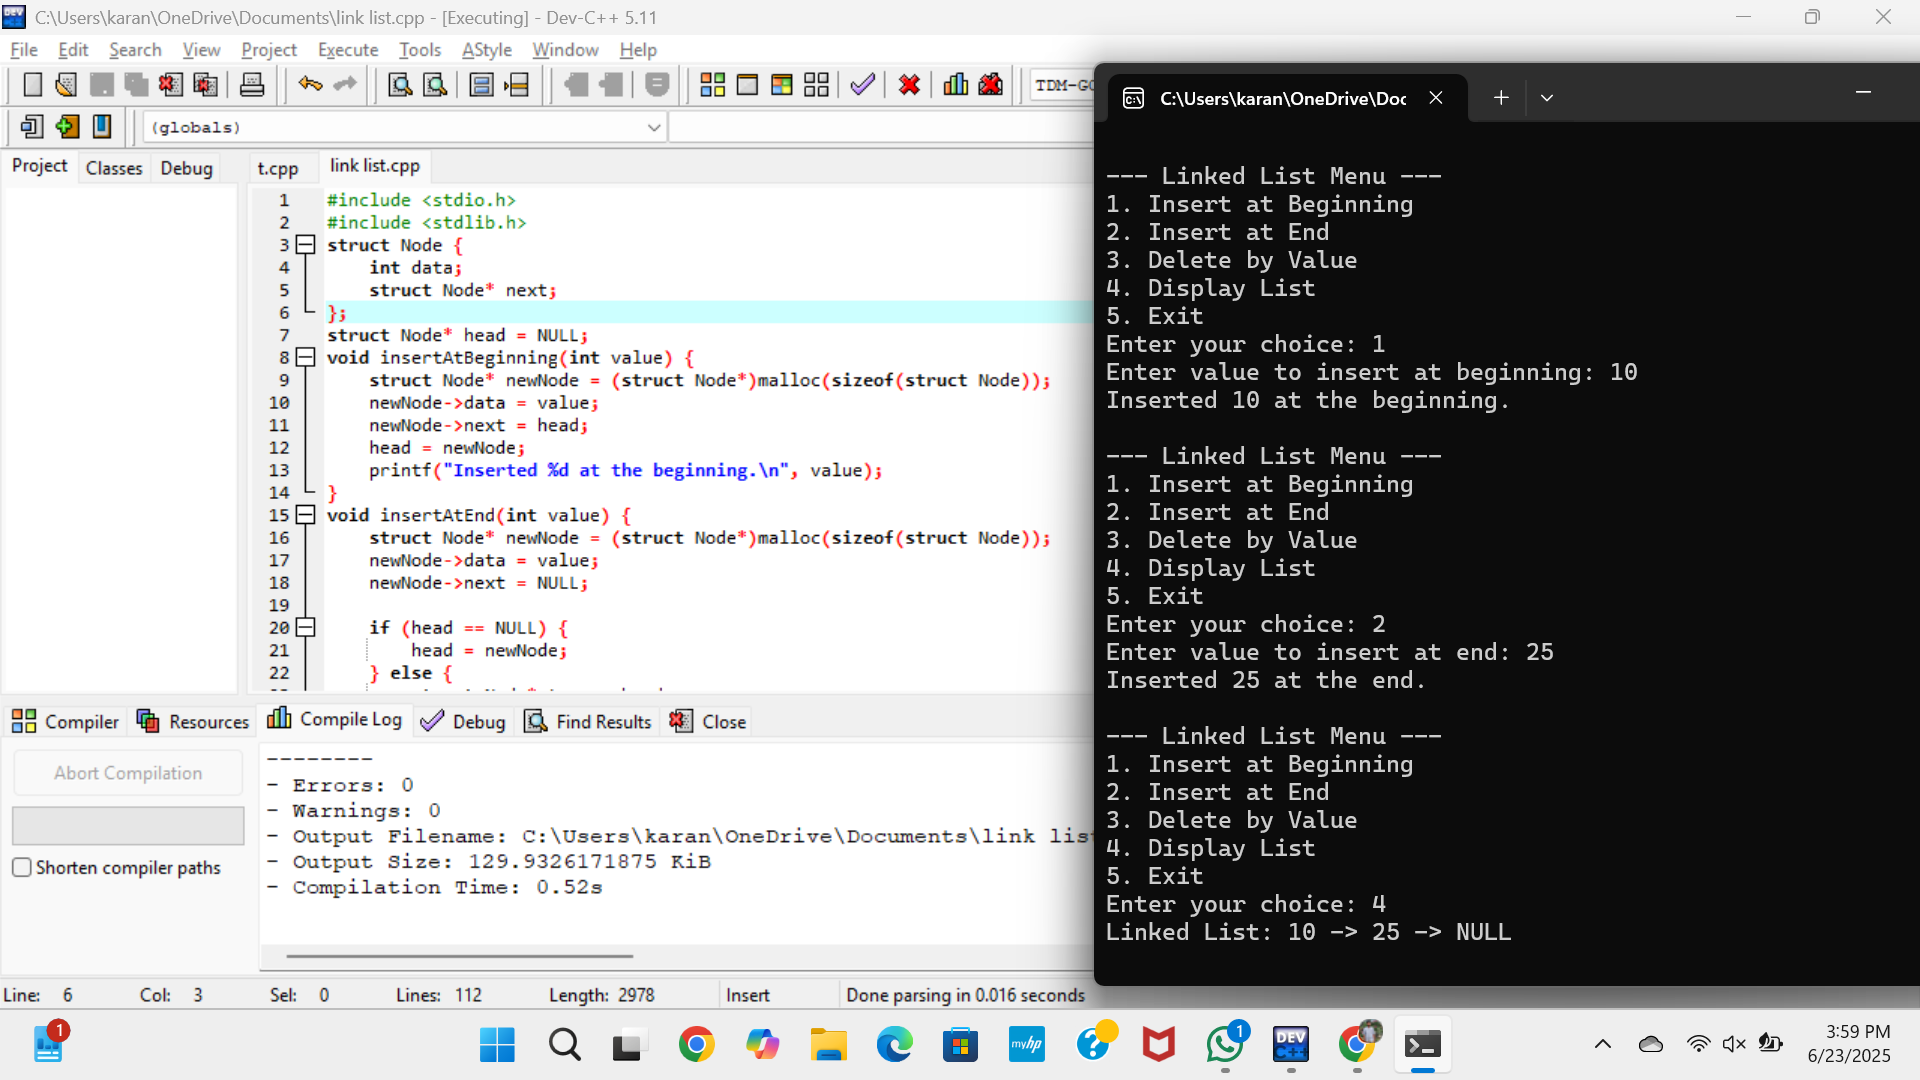 C:\Users\karan\OneDrive\Documents\link list.cpp - [Executing] - Dev-C++ 5.11
File Edit Search View Project Execute Tools AStyle Window Help
TDM-GC
(globals)
Project Classes Debug
t.cpp link list.cpp
1 #include <stdio.h>
2 #include <stdlib.h>
3 struct Node {
4 int data;
5 struct Node* next;
6 };
7 struct Node* head = NULL;
8 void insertAtBeginning(int value) {
9 struct Node* newNode = (struct Node*)malloc(sizeof(struct Node));
10 newNode->data = value;
11 newNode->next = head;
12 head = newNode;
13 printf("Inserted %d at the beginning.\n", value);
14 }
15 void insertAtEnd(int value) {
16 struct Node* newNode = (struct Node*)malloc(sizeof(struct Node));
17 newNode->data = value;
18 newNode->next = NULL;
19
20 if (head == NULL) {
21 head = newNode;
22 } else {
Compiler Resources Compile Log Debug Find Results Close
Abort Compilation
Shorten compiler paths
--------
- Errors: 0
- Warnings: 0
- Output Filename: C:\Users\karan\OneDrive\Documents\link list
- Output Size: 129.9326171875 KiB
- Compilation Time: 0.52s
Line: 6 Col: 3 Sel: 0 Lines: 112 Length: 2978 Insert Done parsing in 0.016 seconds
C:\Users\karan\OneDrive\Doc
--- Linked List Menu ---
1. Insert at Beginning
2. Insert at End
3. Delete by Value
4. Display List
5. Exit
Enter your choice: 1
Enter value to insert at beginning: 10
Inserted 10 at the beginning.
--- Linked List Menu ---
1. Insert at Beginning
2. Insert at End
3. Delete by Value
4. Display List
5. Exit
Enter your choice: 2
Enter value to insert at end: 25
Inserted 25 at the end.
--- Linked List Menu ---
1. Insert at Beginning
2. Insert at End
3. Delete by Value
4. Display List
5. Exit
Enter your choice: 4
Linked List: 10 -> 25 -> NULL
1
myhp
1
DEV C++
3:59 PM
6/23/2025